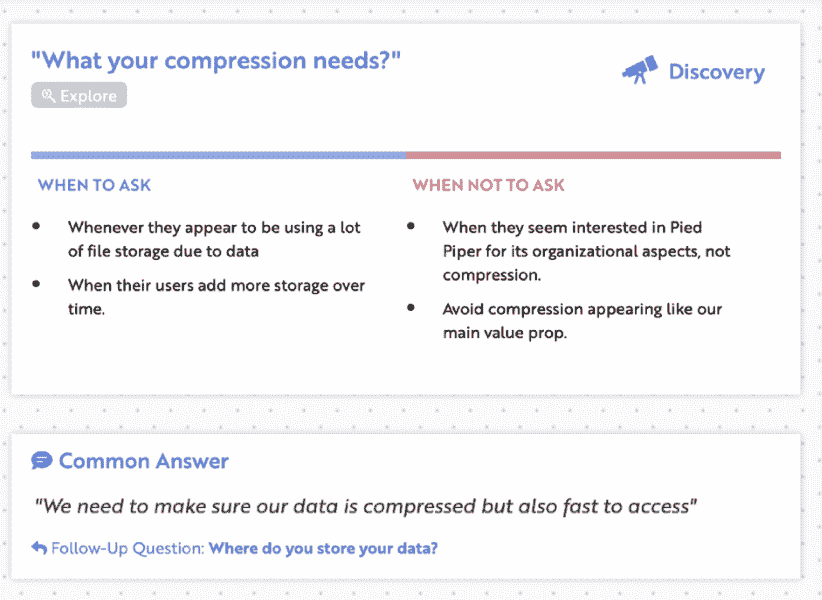 "What your compression needs?"
Explore
Discovery
WHEN TO ASK
• Whenever they appear to be using a lot
of file storage due to data
• When their users add more storage over
time.
WHEN NOT TO ASK
• When they seem interested in Pied
Piper for its organizational aspects, not
compression.
• Avoid compression appearing like our
main value prop.
Common Answer
"We need to make sure our data is compressed but also fast to access"
Follow-Up Question: Where do you store your data?